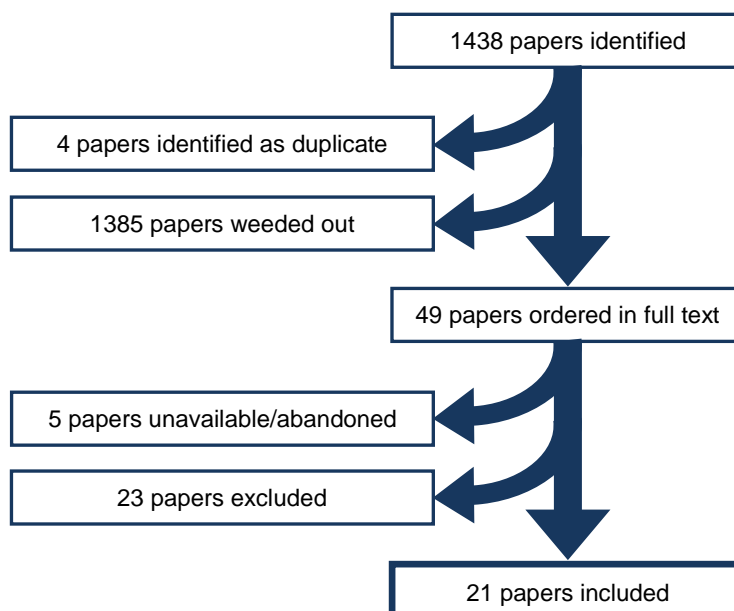 1438 papers identified
4 papers identified as duplicate
1385 papers weeded out
49 papers ordered in full text
5 papers unavailable/abandoned
23 papers excluded
21 papers included